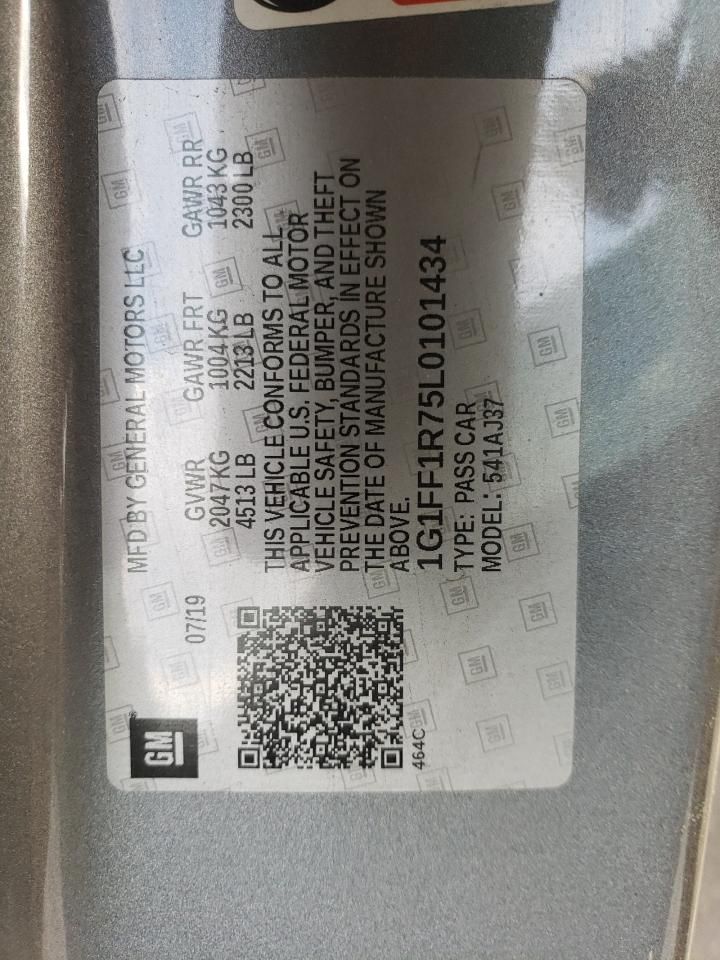 GM
MFD BY GENERAL MOTORS LLC
07/19 GVWR GAWR FRT GAWR RR
2047KG 1004 KG 1043 KG
4513 LB 2213 LB 2300 LB
THIS VEHICLE CONFORMS TO ALL
APPLICABLE U.S. FEDERAL MOTOR
VEHICLE SAFETY, BUMPER, AND THEFT
PREVENTION STANDARDS IN EFFECT ON
THE DATE OF MANUFACTURE SHOWN
ABOVE.
1G1FF1R75L0101434
TYPE: PASS CAR
MODEL: 541AJ37
464C